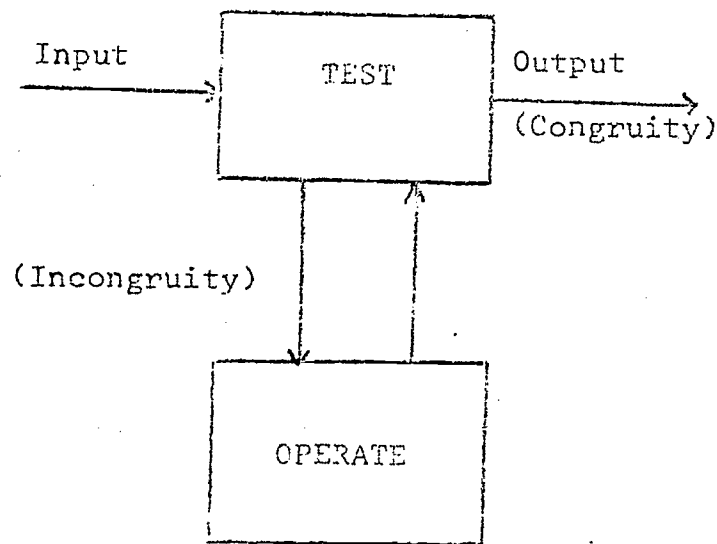 Input
TEST
Output
(Congruity)
(Incongruity)
OPERATE